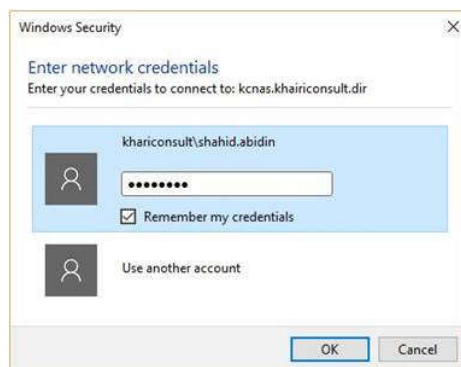 Windows Security
Enter network credentials
Enter your credentials to connect to: kcnas.khairiconsult.dir
khariconsult\shahid.abidin
••••••••
Remember my credentials
Use another account
OK
Cancel